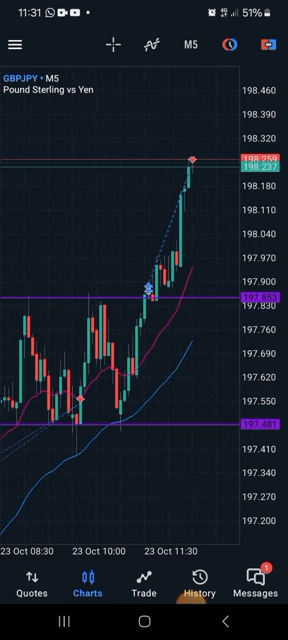 11:31
51%
M5
GBPJPY • M5
Pound Sterling vs Yen
198.460
198.390
198.320
198.259
198.237
198.180
198.110
198.040
197.970
197.900
197.853
197.830
197.760
197.690
197.620
197.550
197.481
197.410
197.340
197.270
197.200
23 Oct 08:30
23 Oct 10:00
23 Oct 11:30
1
Quotes
Charts
Trade
History
Messages